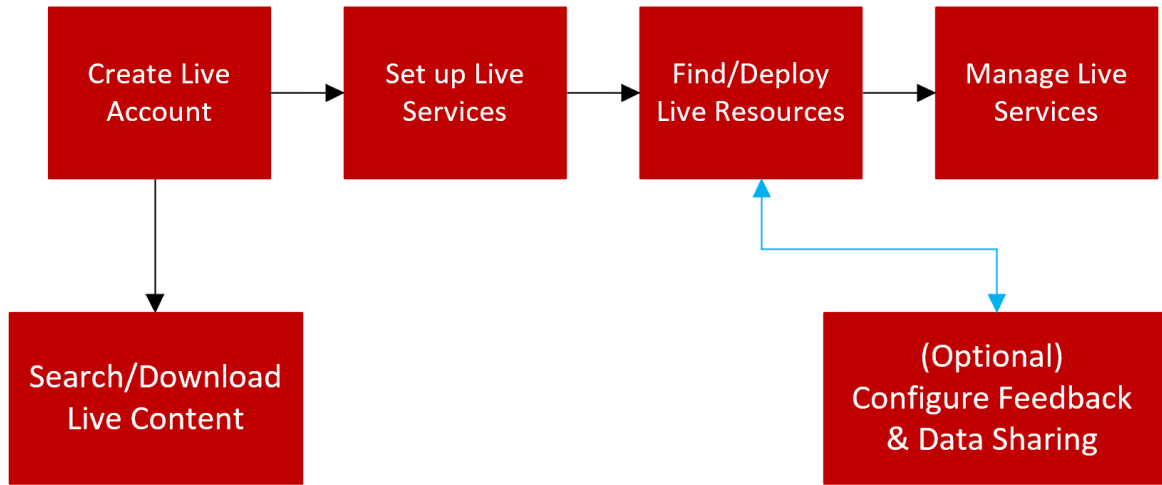 Create Live
Account
Set up Live
Services
Find/Deploy
Live Resources
Manage Live
Services
Search/Download
Live Content
(Optional)
Configure Feedback
& Data Sharing